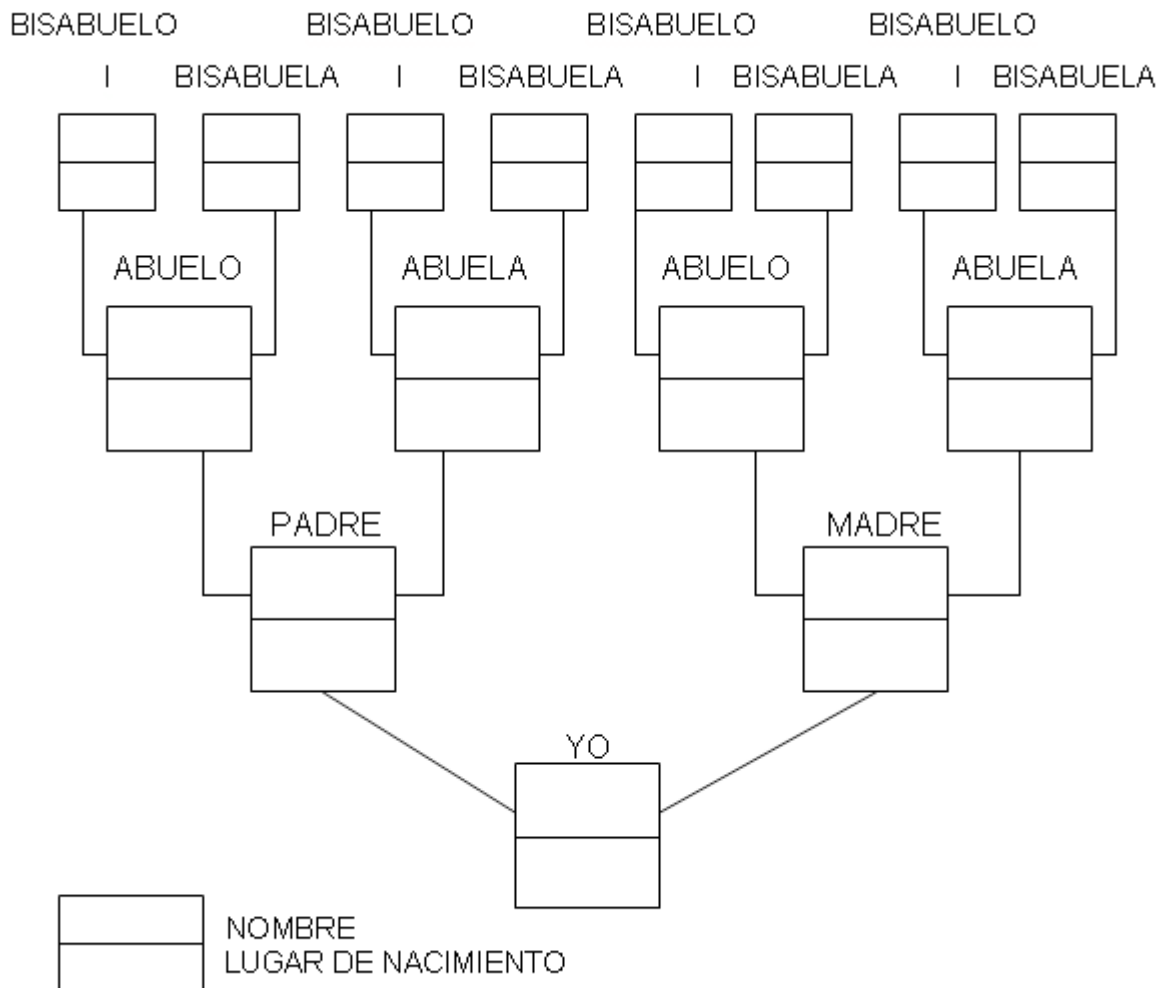 BISABUELO BISABUELO BISABUELO BISABUELO
| BISABUELA | BISABUELA | BISABUELA | BISABUELA
ABUELO ABUELA ABUELO ABUELA
PADRE MADRE
YO
NOMBRE
LUGAR DE NACIMIENTO